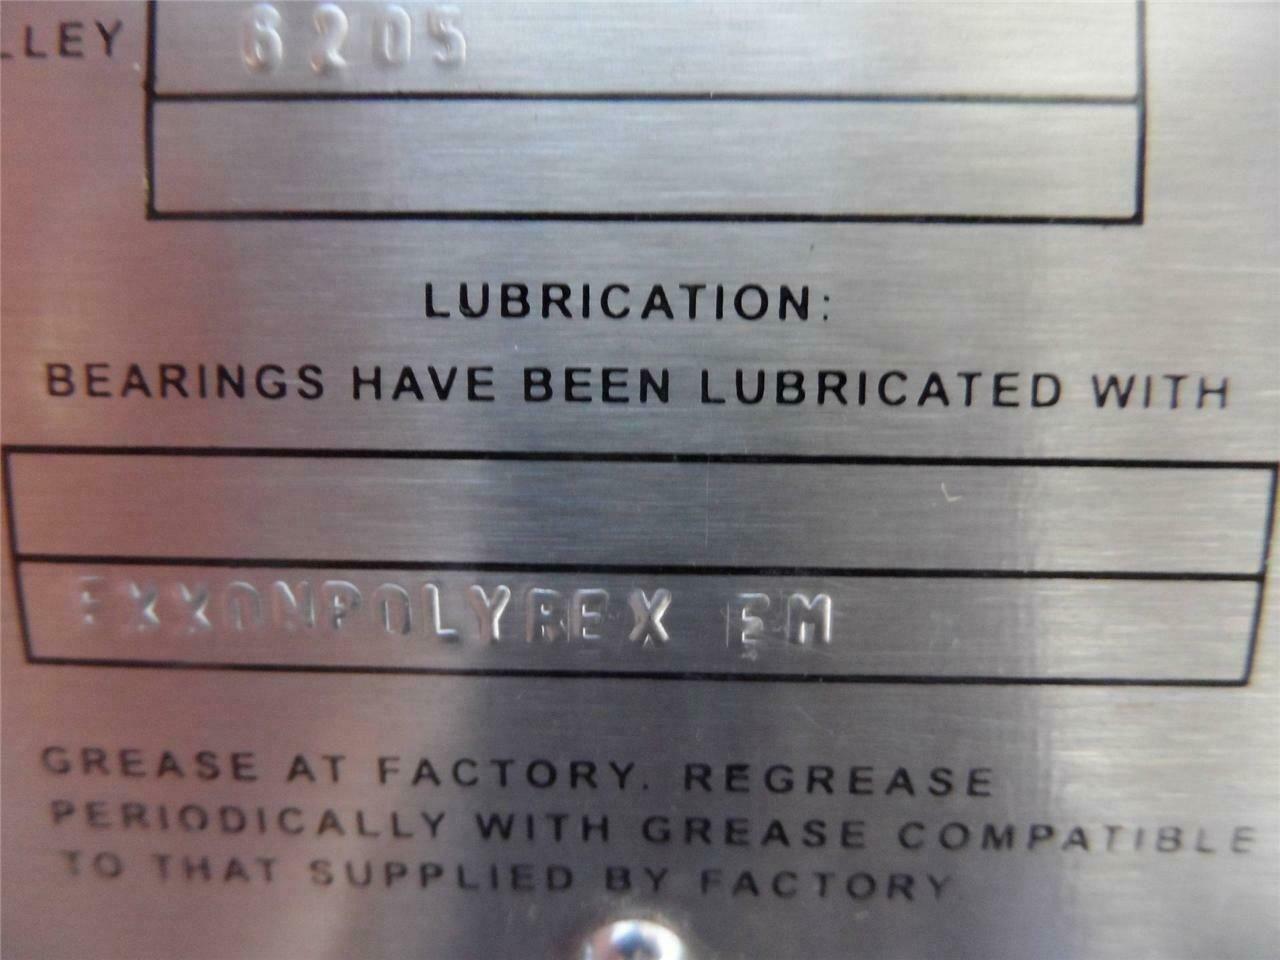 LLEY 6205
LUBRICATION:
BEARINGS HAVE BEEN LUBRICATED WITH
EXXONPOLYREX EM
GREASE AT FACTORY. REGREASE
PERIODICALLY WITH GREASE COMPATIBLE
TO THAT SUPPLIED BY FACTORY